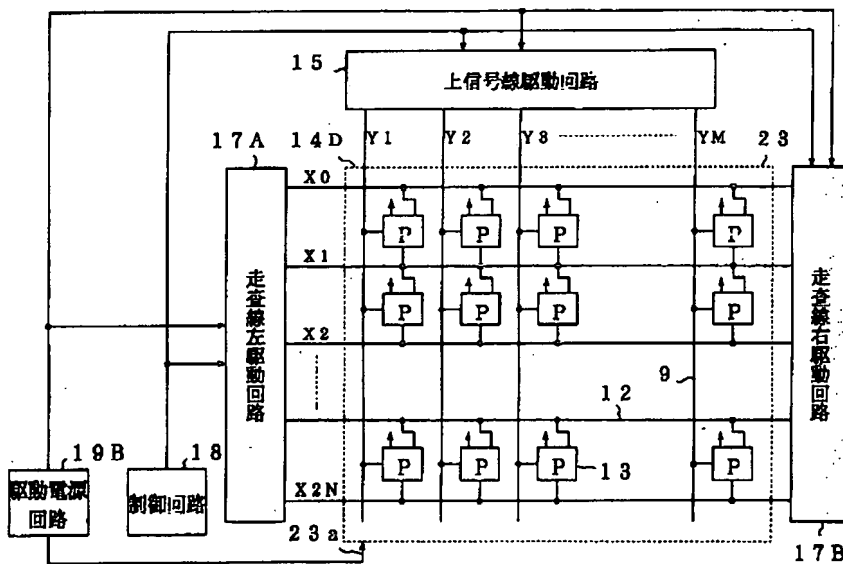 15
上信号線駆動回路
17A
14D
Y1
Y2
Y3
YM
23
X0
P
P
P
P
X1
P
P
P
P
走査線左駆動回路
走査線右駆動回路
X2
9
12
19B
18
P
P
P
P
13
駆動電源
回路
制御回路
X2N
23a
17B